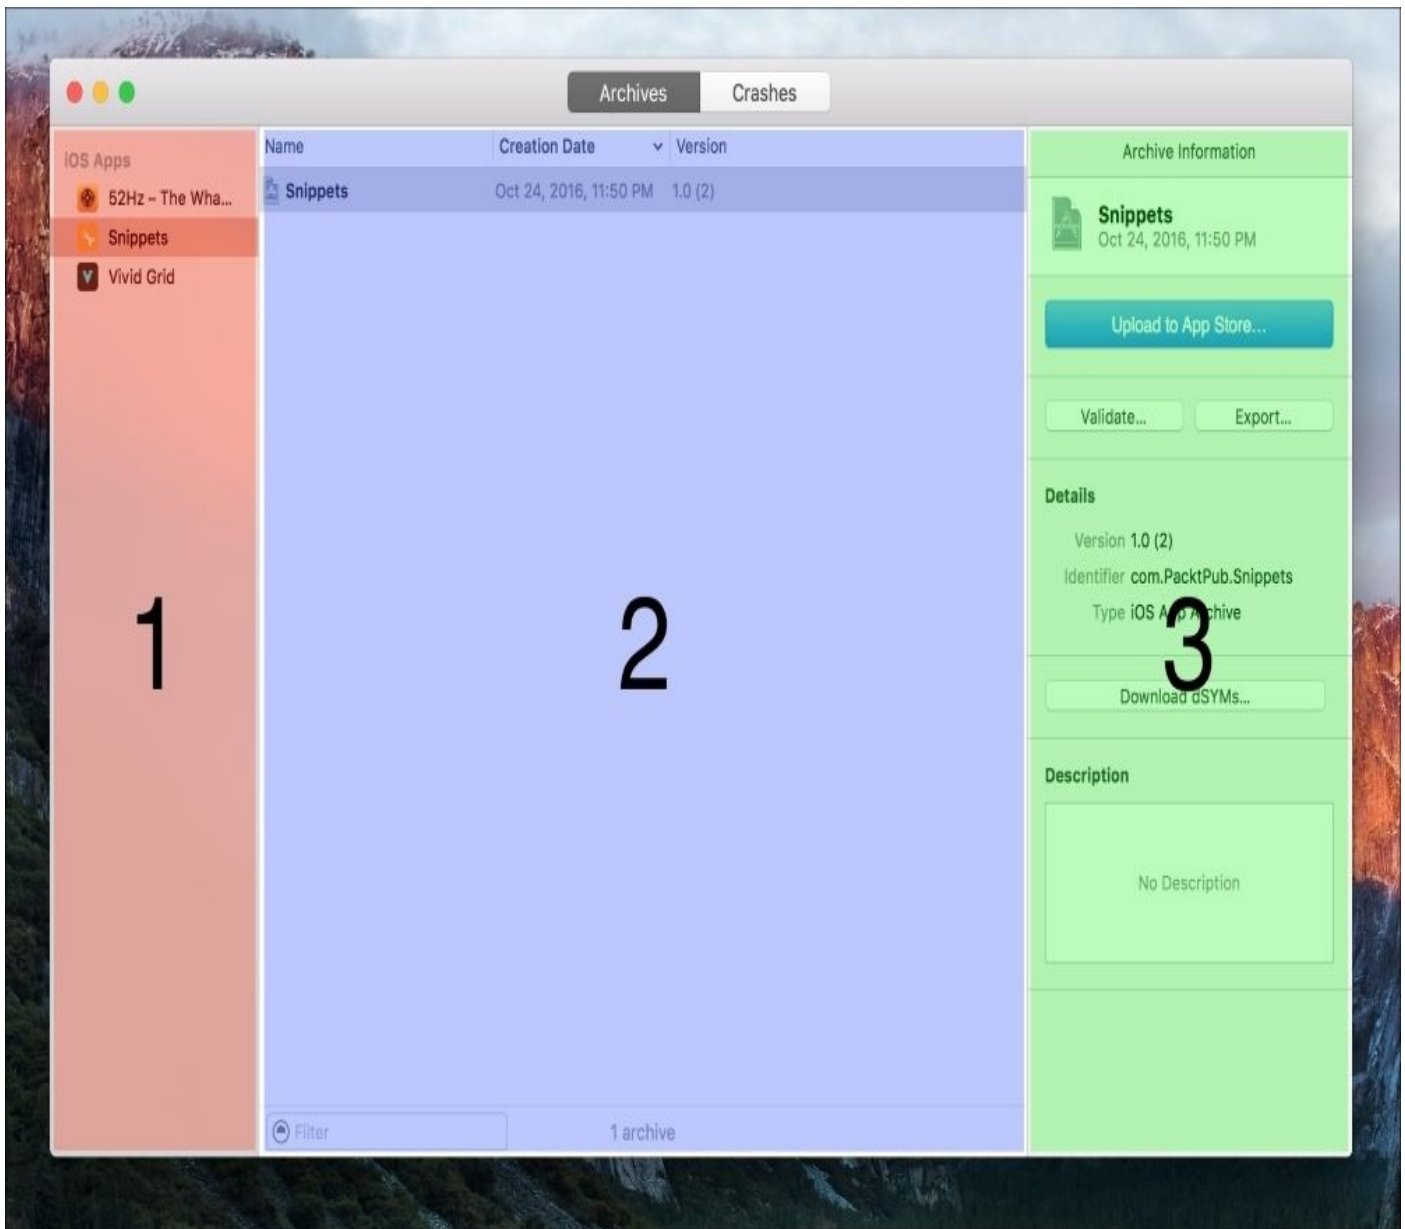 Archives Crashes
iOS Apps
52Hz – The Wha...
Snippets
Vivid Grid
1
Name Creation Date Version
Snippets Oct 24, 2016, 11:50 PM 1.0 (2)
2
Filter 1 archive
Archive Information
Snippets
Oct 24, 2016, 11:50 PM
Upload to App Store...
Validate... Export...
Details
Version 1.0 (2)
Identifier com.PacktPub.Snippets
Type iOS App Archive
3
Download dSYMs...
Description
No Description